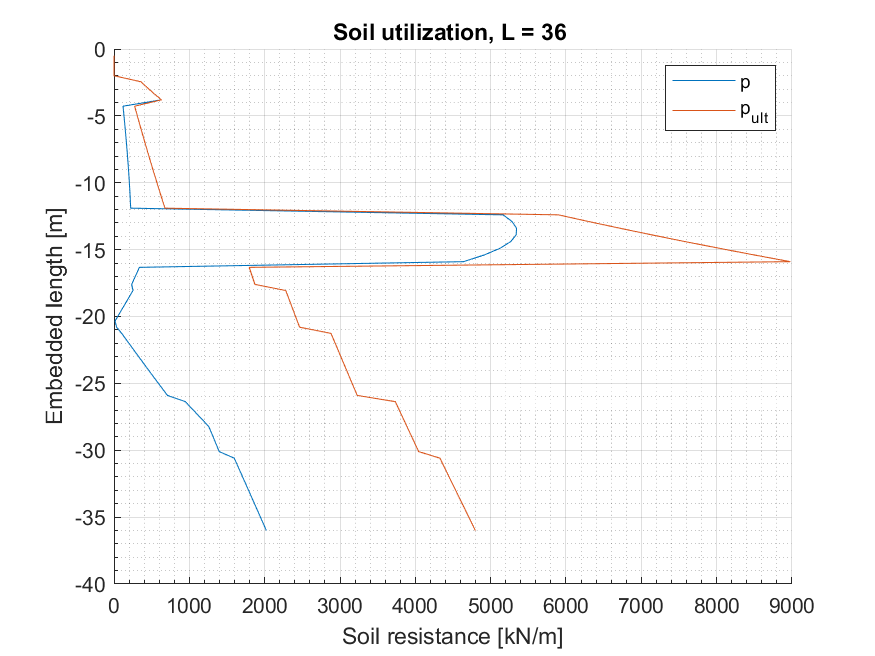 Soil utilization, L = 36
p
p_ult
Embedded length [m]
0
-5
-10
-15
-20
-25
-30
-35
-40
0 1000 2000 3000 4000 5000 6000 7000 8000 9000
Soil resistance [kN/m]